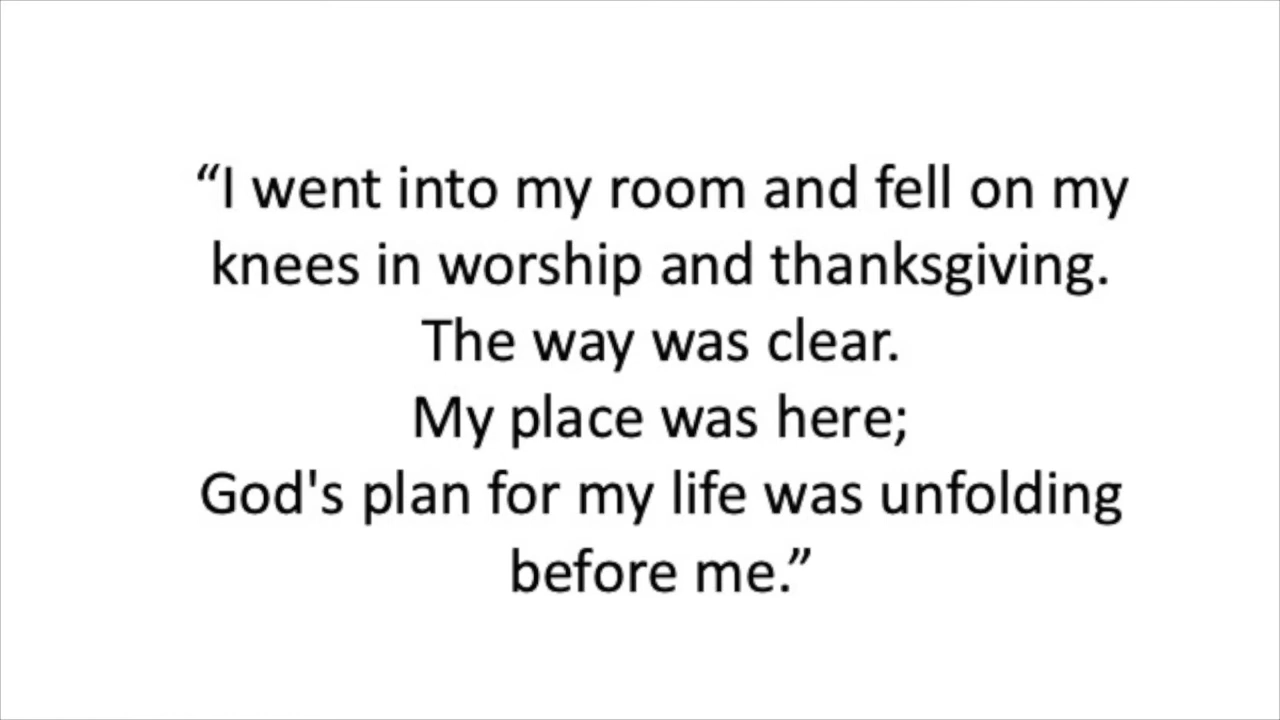 “I went into my room and fell on my
knees in worship and thanksgiving.
The way was clear.
My place was here;
God's plan for my life was unfolding
before me.”